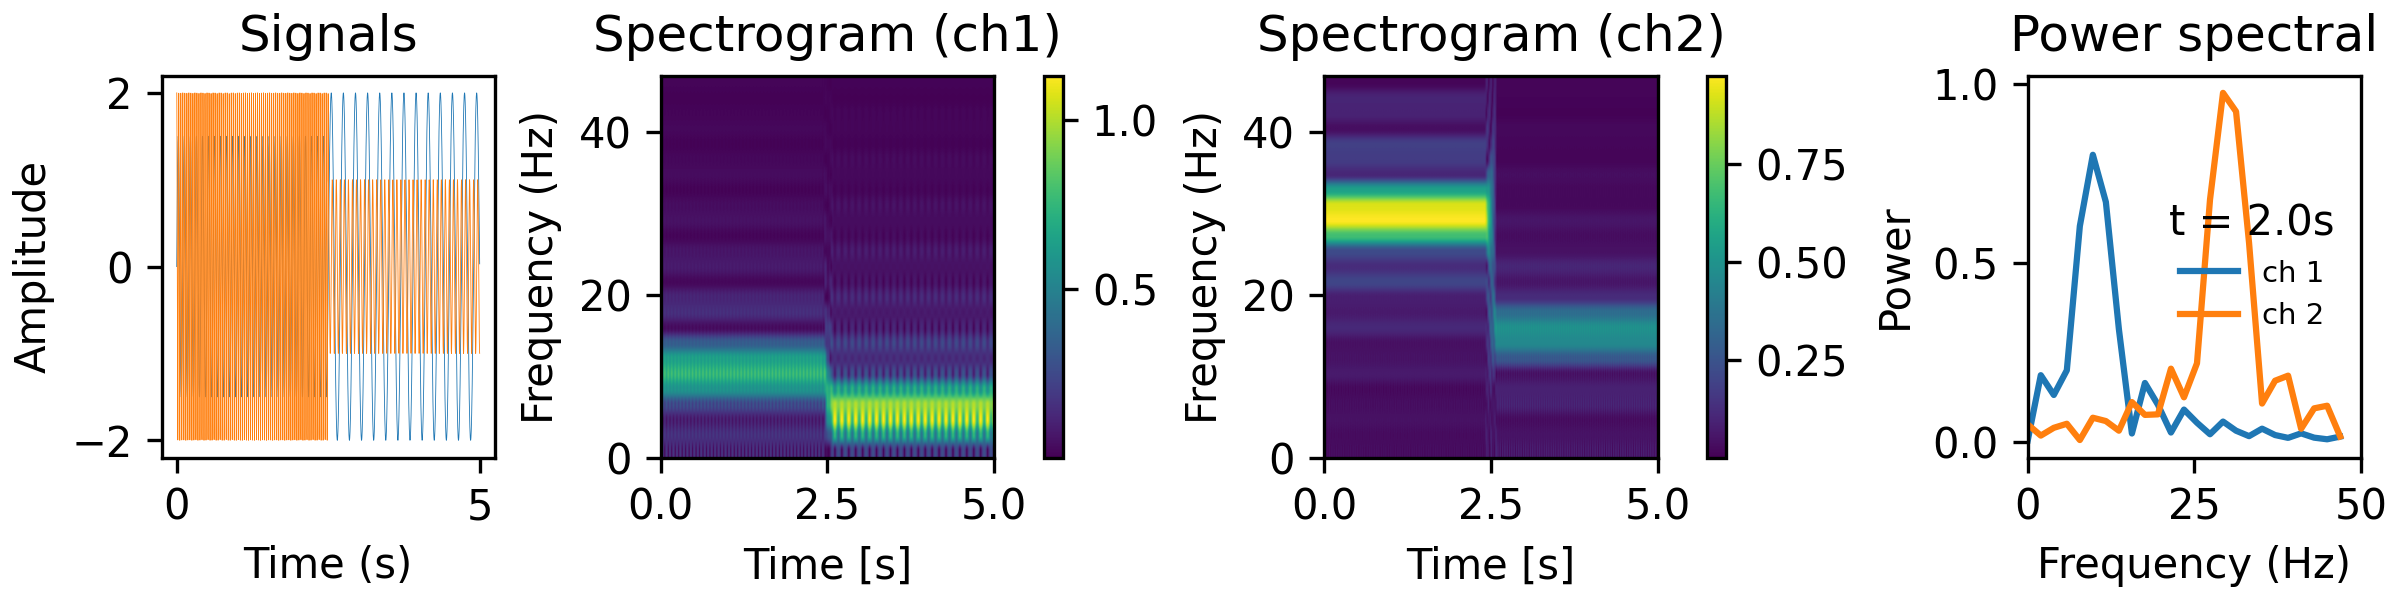 Signals
Amplitude
2
0
−2
0
5
Time (s)
Spectrogram (ch1)
Frequency (Hz)
40
20
0
0.0
2.5
5.0
Time [s]
1.0
0.5
Spectrogram (ch2)
Frequency (Hz)
40
20
0
0.0
2.5
5.0
Time [s]
0.75
0.50
0.25
Power spectral
Power
1.0
0.5
0.0
t = 2.0s
ch 1
ch 2
0
25
50
Frequency (Hz)